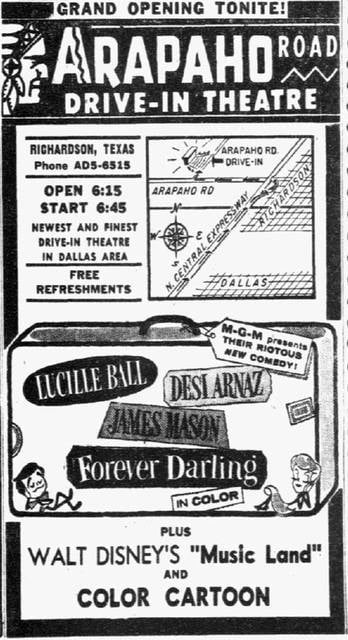 GRAND OPENING TONITE!
ARAPAHO ROAD
DRIVE-IN THEATRE
RICHARDSON, TEXAS
Phone AD5-6515
OPEN 6:15
START 6:45
NEWEST AND FINEST
DRIVE-IN THEATRE
IN DALLAS AREA
FREE
REFRESHMENTS
ARAPAHO RD.
DRIVE-IN
ARAPAHO RD
N. CENTRAL EXPRESSWAY
RICHARDSON
N
W E
S
DALLAS
M-G-M presents
THEIR RIOTOUS
NEW COMEDY!
LUCILLE BALL
DESI ARNAZ
JAMES MASON
Forever Darling
IN COLOR
PLUS
WALT DISNEY'S "Music Land"
AND
COLOR CARTOON